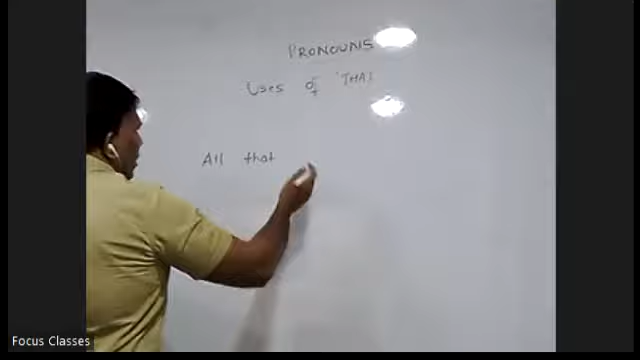 PRONOUNS
Uses of 'THAT
All that
Focus Classes